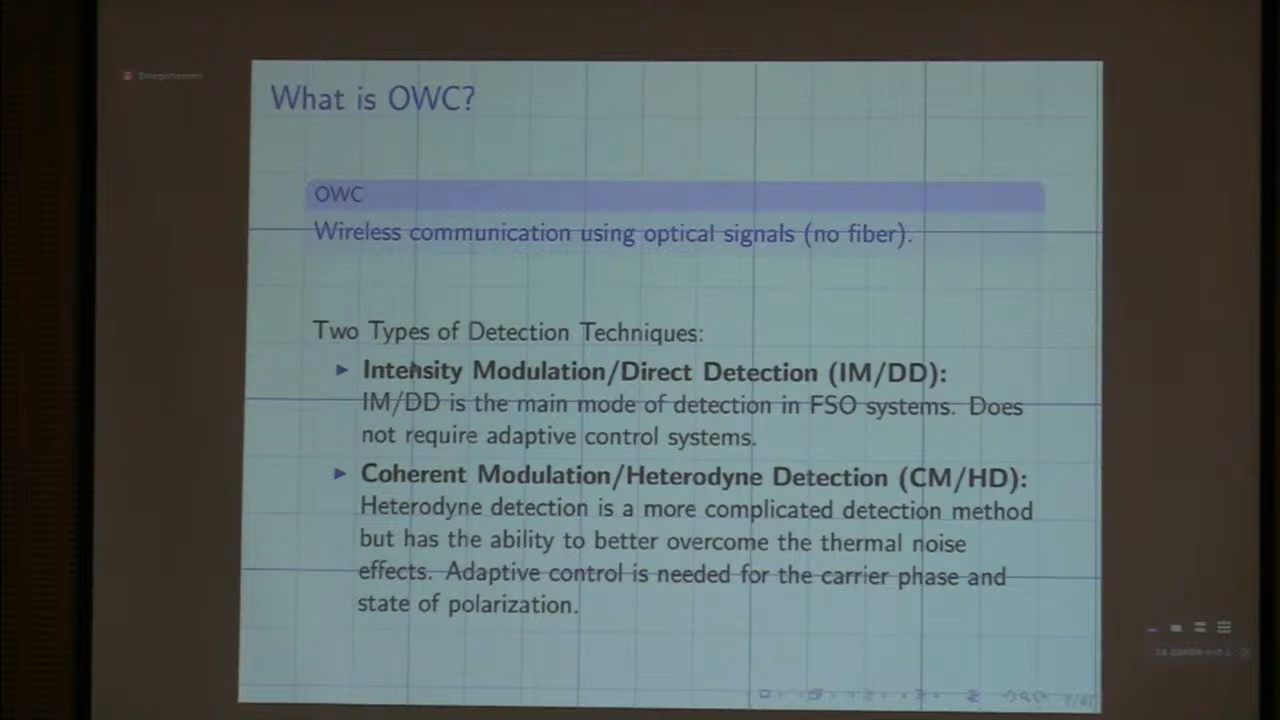 What is OWC?
OWC
Wireless communication using optical signals (no fiber).
Two Types of Detection Techniques:
Intensity Modulation/Direct Detection (IM/DD):
IM/DD is the main mode of detection in FSO systems. Does
not require adaptive control systems.
Coherent Modulation/Heterodyne Detection (CM/HD):
Heterodyne detection is a more complicated detection method
but has the ability to better overcome the thermal noise
effects. Adaptive control is needed for the carrier phase and
state of polarization.